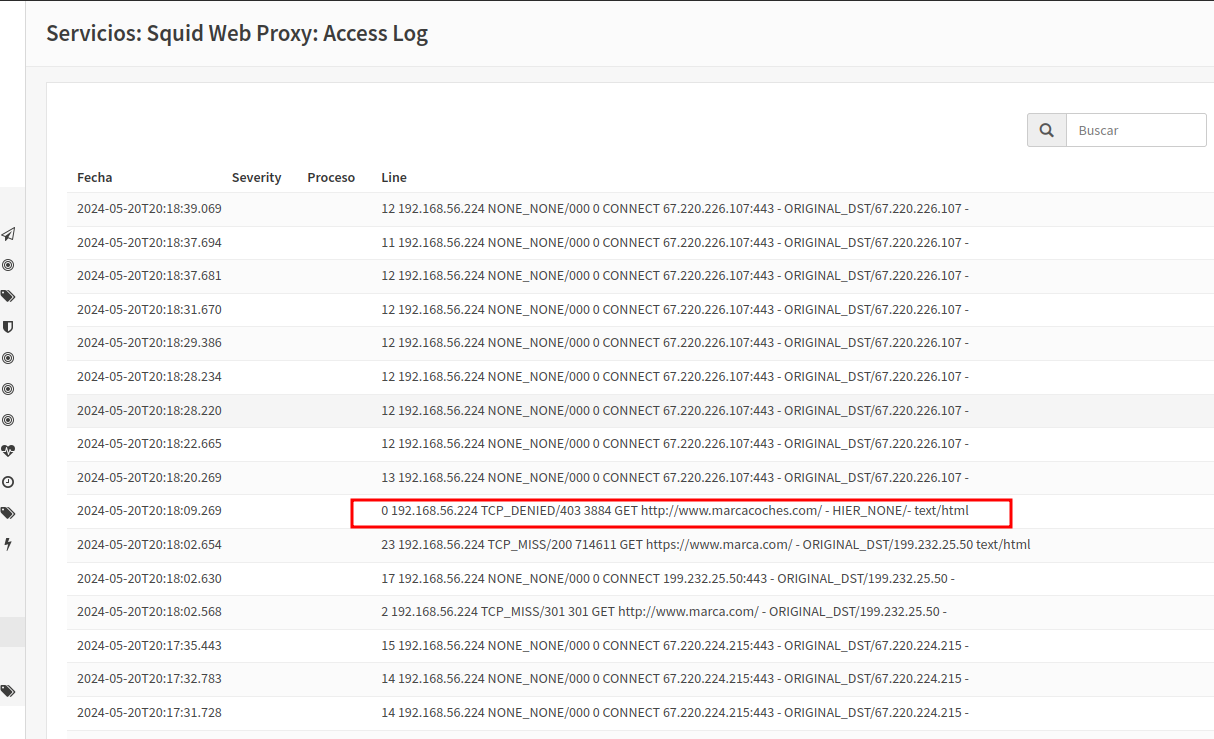 Servicios: Squid Web Proxy: Access Log
Buscar
Fecha Severity Proceso Line
2024-05-20T20:18:39.069 12 192.168.56.224 NONE_NONE/000 0 CONNECT 67.220.226.107:443 - ORIGINAL_DST/67.220.226.107 -
2024-05-20T20:18:37.694 11 192.168.56.224 NONE_NONE/000 0 CONNECT 67.220.226.107:443 - ORIGINAL_DST/67.220.226.107 -
2024-05-20T20:18:37.681 12 192.168.56.224 NONE_NONE/000 0 CONNECT 67.220.226.107:443 - ORIGINAL_DST/67.220.226.107 -
2024-05-20T20:18:31.670 12 192.168.56.224 NONE_NONE/000 0 CONNECT 67.220.226.107:443 - ORIGINAL_DST/67.220.226.107 -
2024-05-20T20:18:29.386 12 192.168.56.224 NONE_NONE/000 0 CONNECT 67.220.226.107:443 - ORIGINAL_DST/67.220.226.107 -
2024-05-20T20:18:28.234 12 192.168.56.224 NONE_NONE/000 0 CONNECT 67.220.226.107:443 - ORIGINAL_DST/67.220.226.107 -
2024-05-20T20:18:28.220 12 192.168.56.224 NONE_NONE/000 0 CONNECT 67.220.226.107:443 - ORIGINAL_DST/67.220.226.107 -
2024-05-20T20:18:22.665 12 192.168.56.224 NONE_NONE/000 0 CONNECT 67.220.226.107:443 - ORIGINAL_DST/67.220.226.107 -
2024-05-20T20:18:20.269 13 192.168.56.224 NONE_NONE/000 0 CONNECT 67.220.226.107:443 - ORIGINAL_DST/67.220.226.107 -
2024-05-20T20:18:09.269 0 192.168.56.224 TCP_DENIED/403 3884 GET http://www.marcacoches.com/ - HIER_NONE/- text/html
2024-05-20T20:18:02.654 23 192.168.56.224 TCP_MISS/200 714611 GET https://www.marca.com/ - ORIGINAL_DST/199.232.25.50 text/html
2024-05-20T20:18:02.630 17 192.168.56.224 NONE_NONE/000 0 CONNECT 199.232.25.50:443 - ORIGINAL_DST/199.232.25.50 -
2024-05-20T20:18:02.568 2 192.168.56.224 TCP_MISS/301 301 GET http://www.marca.com/ - ORIGINAL_DST/199.232.25.50 -
2024-05-20T20:17:35.443 15 192.168.56.224 NONE_NONE/000 0 CONNECT 67.220.224.215:443 - ORIGINAL_DST/67.220.224.215 -
2024-05-20T20:17:32.783 14 192.168.56.224 NONE_NONE/000 0 CONNECT 67.220.224.215:443 - ORIGINAL_DST/67.220.224.215 -
2024-05-20T20:17:31.728 14 192.168.56.224 NONE_NONE/000 0 CONNECT 67.220.224.215:443 - ORIGINAL_DST/67.220.224.215 -